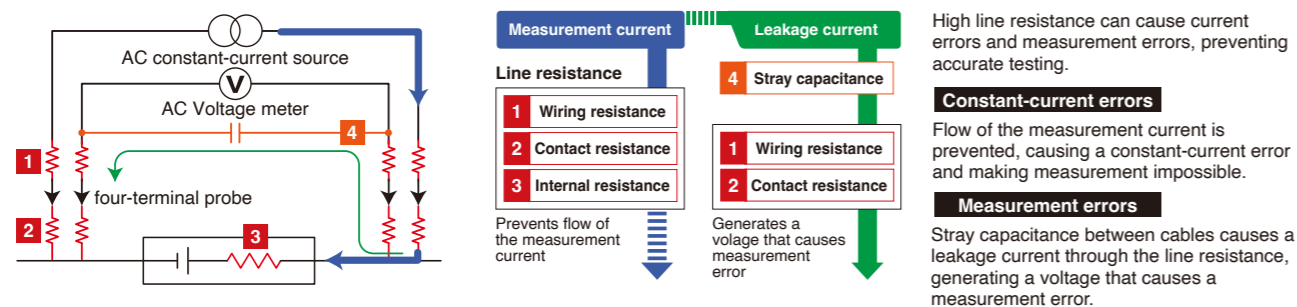 AC constant-current source
V
AC Voltage meter
4
1
four-terminal probe
2
3
Measurement current
Leakage current
Line resistance
1 Wiring resistance
2 Contact resistance
3 Internal resistance
Prevents flow of
the measurement
current
4 Stray capacitance
1 Wiring resistance
2 Contact resistance
Generates a
volage that causes
measurement
error
High line resistance can cause current
errors and measurement errors, preventing
accurate testing.
Constant-current errors
Flow of the measurement current is
prevented, causing a constant-current error
and making measurement impossible.
Measurement errors
Stray capacitance between cables causes a
leakage current through the line resistance,
generating a voltage that causes a
measurement error.